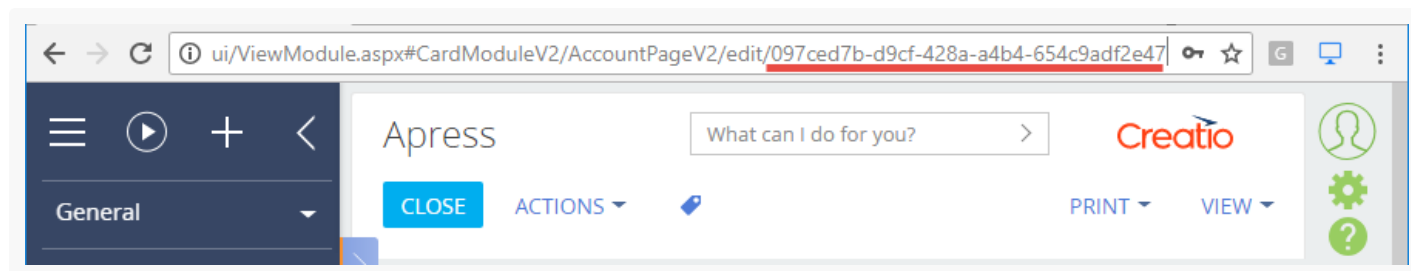 ui/ViewModule.aspx#CardModuleV2/AccountPageV2/edit/097ced7b-d9cf-428a-a4b4-654c9adf2e47
G
Apress
What can I do for you?
Creatio
General
CLOSE
ACTIONS
PRINT
VIEW
?